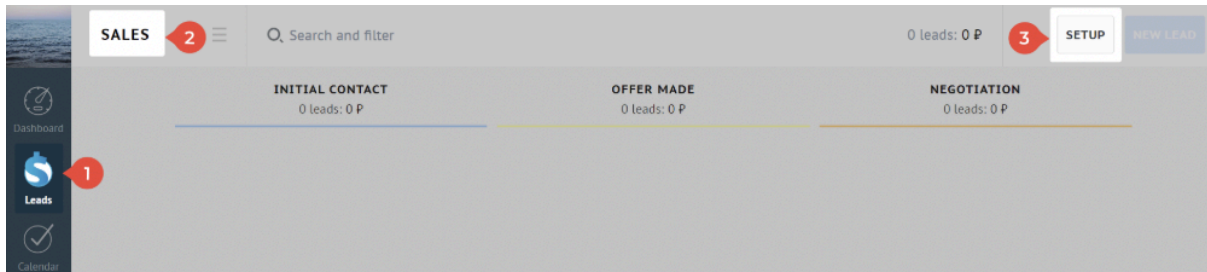 SALES
2
Search and filter
0 leads: 0 ₽
3
SETUP
NEW LEAD
INITIAL CONTACT
0 leads: 0 ₽
OFFER MADE
0 leads: 0 ₽
NEGOTIATION
0 leads: 0 ₽
Dashboard
1
Leads
Calendar